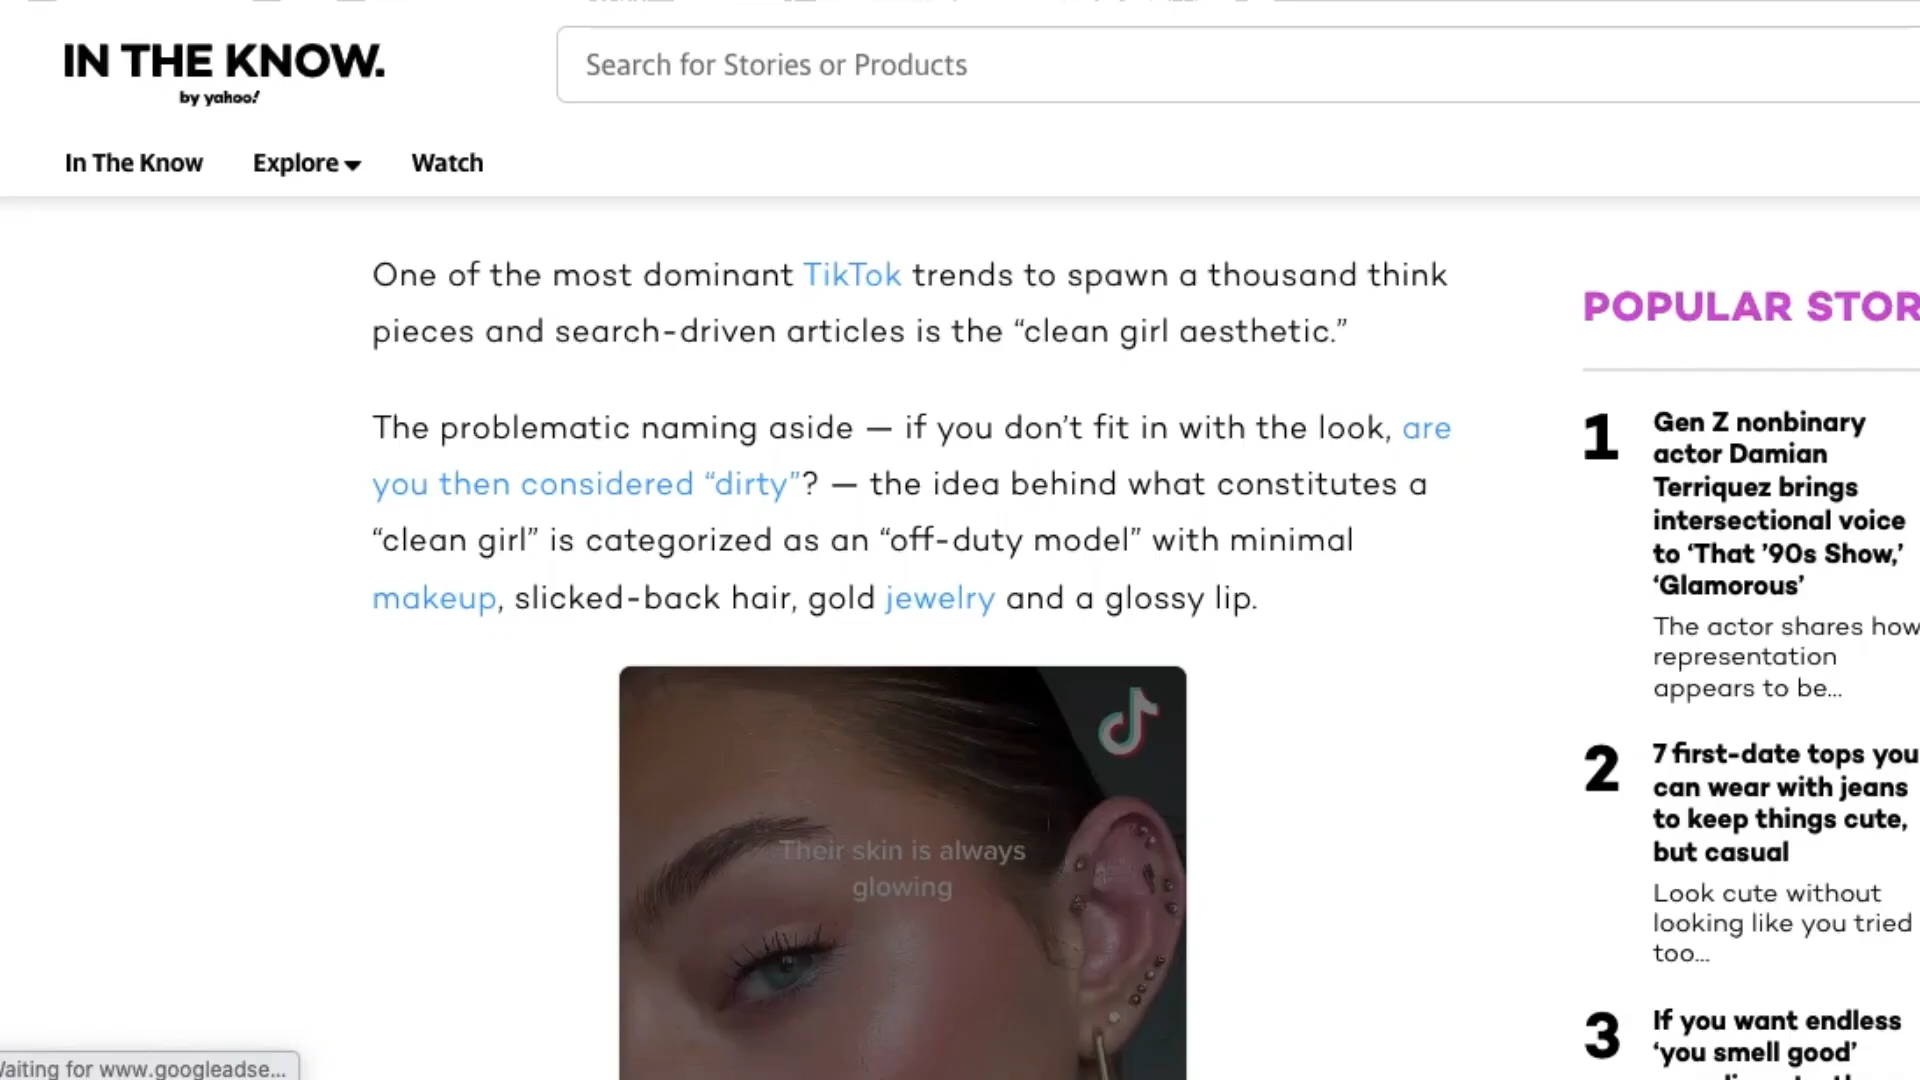 IN THE KNOW.
by yahoo!
Search for Stories or Products
In The Know Explore Watch
One of the most dominant TikTok trends to spawn a thousand think
pieces and search-driven articles is the “clean girl aesthetic.”
The problematic naming aside — if you don’t fit in with the look, are
you then considered “dirty”? — the idea behind what constitutes a
“clean girl” is categorized as an “off-duty model” with minimal
makeup, slicked-back hair, gold jewelry and a glossy lip.
Their skin is always
glowing
POPULAR STOR
1 Gen Z nonbinary
actor Damian
Terriquez brings
intersectional voice
to ‘That ’90s Show,’
‘Glamorous’
The actor shares how
representation
appears to be...
2 7 first-date tops you
can wear with jeans
to keep things cute,
but casual
Look cute without
looking like you tried
too...
3 If you want endless
‘you smell good’
Waiting for www.googleadse...